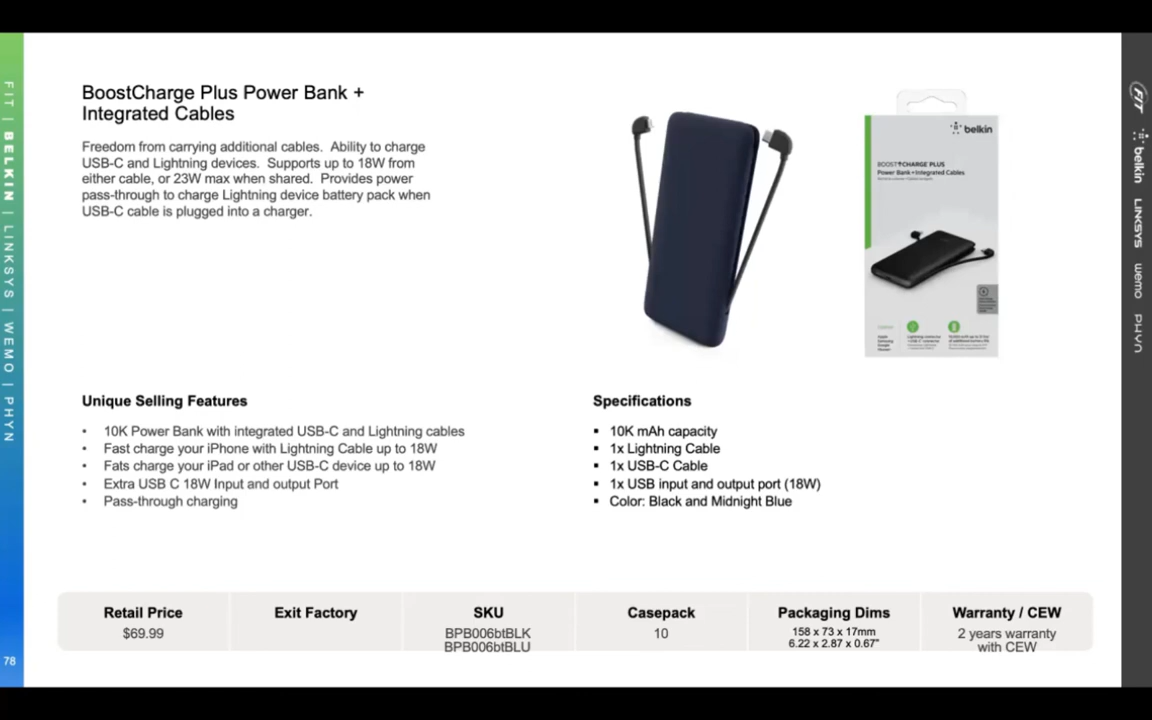 FIT | BELKIN | LINKSYS | WEMO | PHYN
78
BoostCharge Plus Power Bank +
Integrated Cables
Freedom from carrying additional cables. Ability to charge
USB-C and Lightning devices. Supports up to 18W from
either cable, or 23W max when shared. Provides power
pass-through to charge Lightning device battery pack when
USB-C cable is plugged into a charger.
belkin
BOOST CHARGE PLUS
Power Bank + Integrated Cables
Unique Selling Features
• 10K Power Bank with integrated USB-C and Lightning cables
• Fast charge your iPhone with Lightning Cable up to 18W
• Fats charge your iPad or other USB-C device up to 18W
• Extra USB C 18W Input and output Port
• Pass-through charging
Specifications
▪ 10K mAh capacity
▪ 1x Lightning Cable
▪ 1x USB-C Cable
▪ 1x USB input and output port (18W)
▪ Color: Black and Midnight Blue
Retail Price
$69.99
Exit Factory
SKU
BPB006btBLK
BPB006btBLU
Casepack
10
Packaging Dims
158 x 73 x 17mm
6.22 x 2.87 x 0.67"
Warranty / CEW
2 years warranty
with CEW
FIT
belkin
LINKSYS
wemo
PHYN